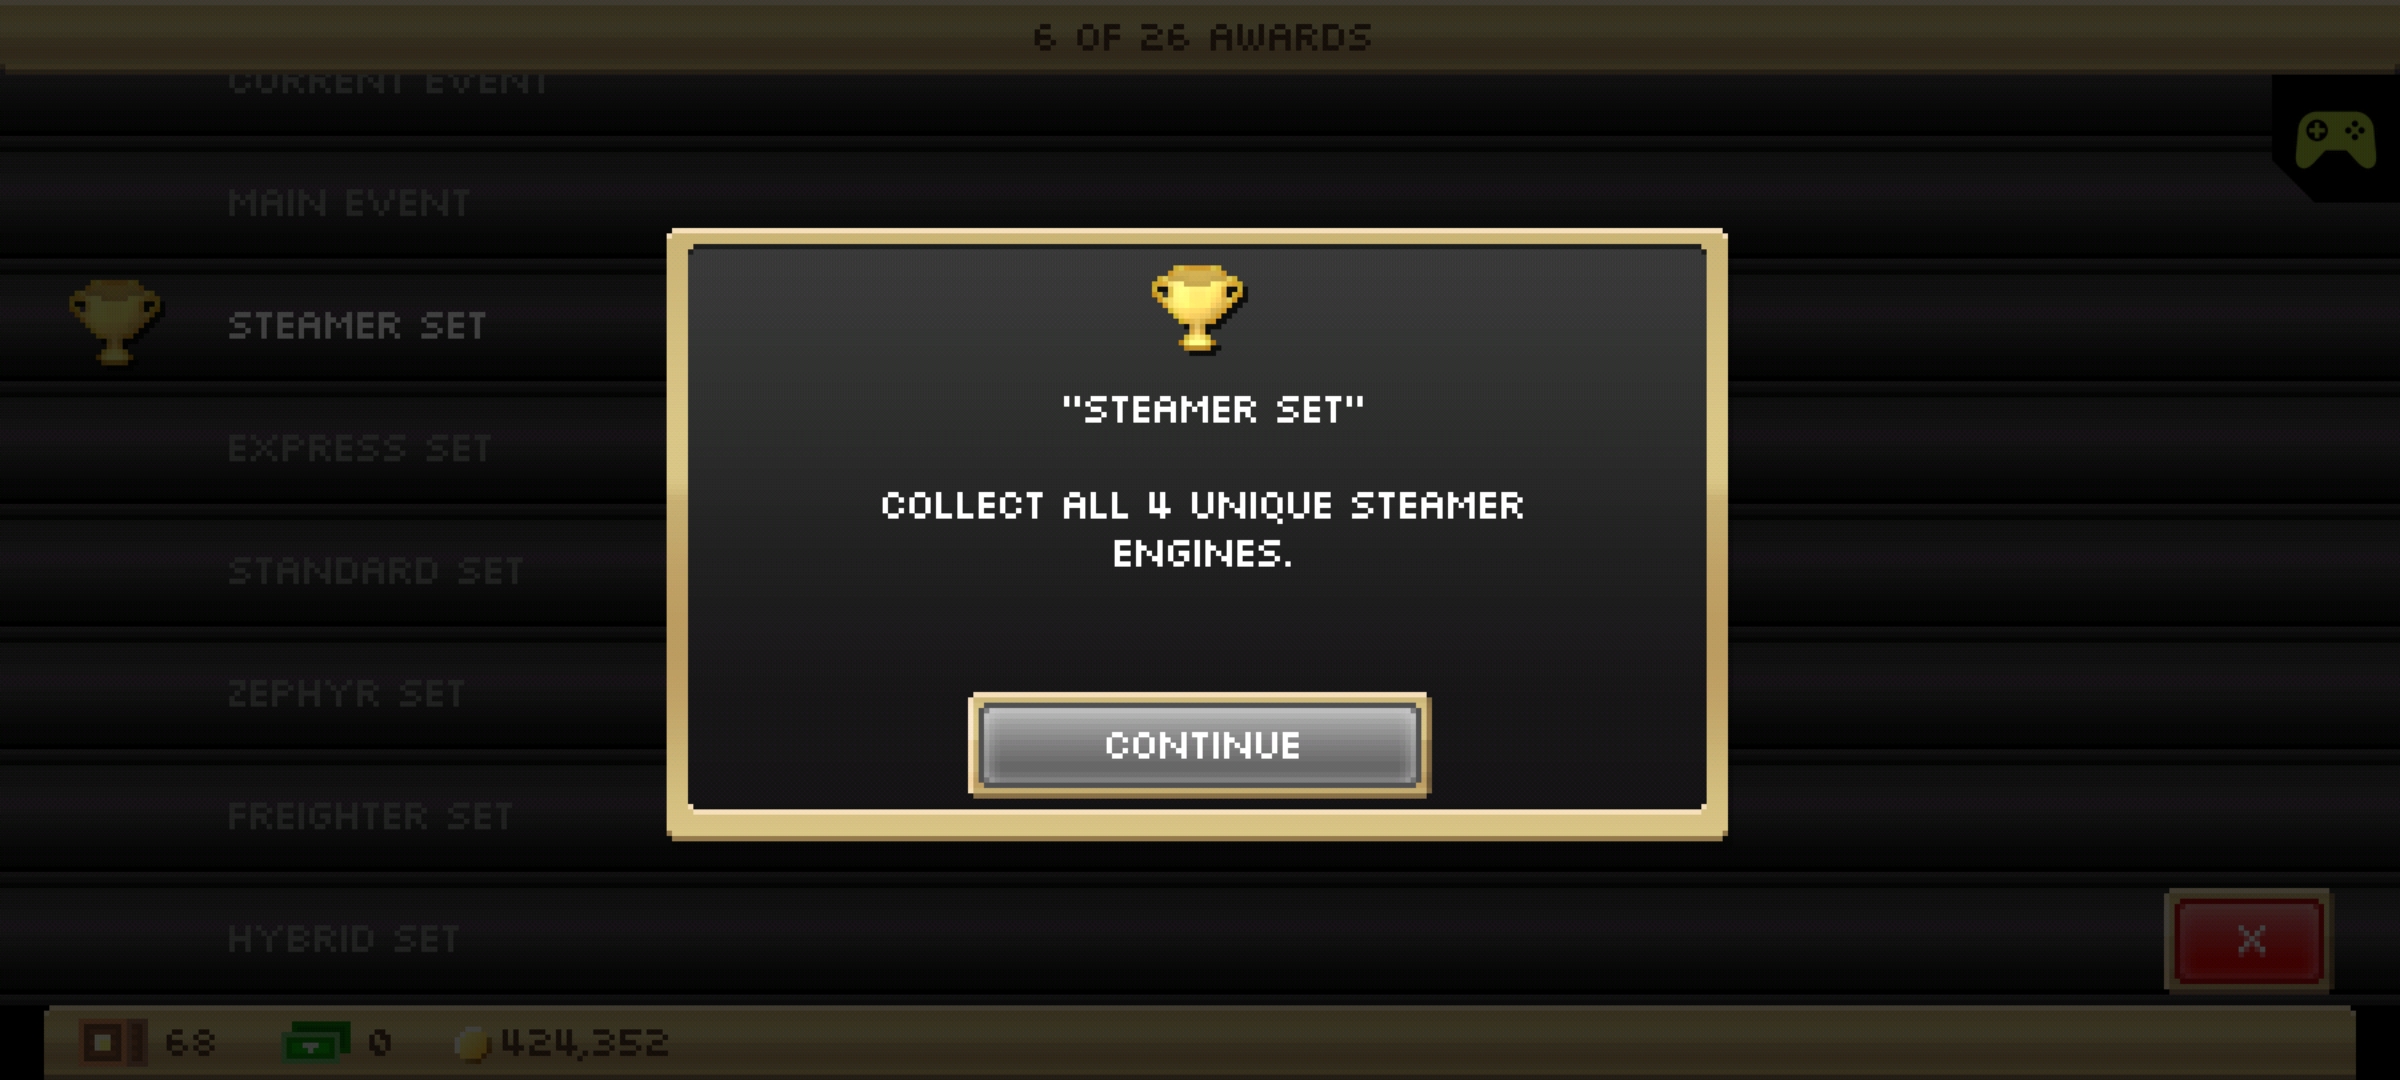 6 OF 26 AWARDS
CURRENT EVENT
MAIN EVENT
STEAMER SET
EXPRESS SET
STANDARD SET
ZEPHYR SET
FREIGHTER SET
HYBRID SET
"STEAMER SET"
COLLECT ALL 4 UNIQUE STEAMER
ENGINES.
CONTINUE
X
68 0 424,352